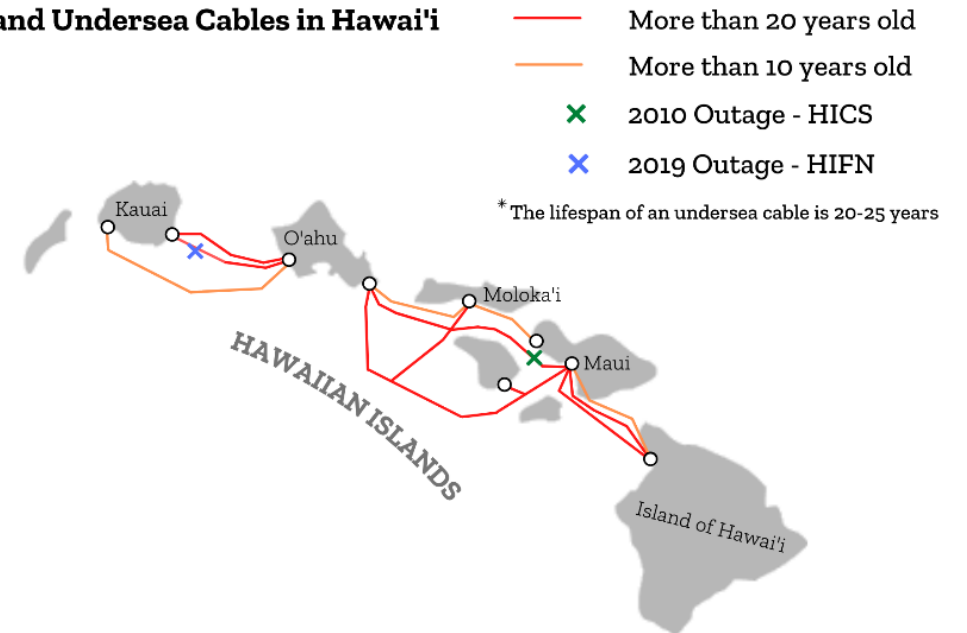 and Undersea Cables in Hawai'i
More than 20 years old
More than 10 years old
2010 Outage - HICS
2019 Outage - HIFN
* The lifespan of an undersea cable is 20-25 years
Kauai
O'ahu
Moloka'i
Maui
HAWAIIAN ISLANDS
Island of Hawai'i